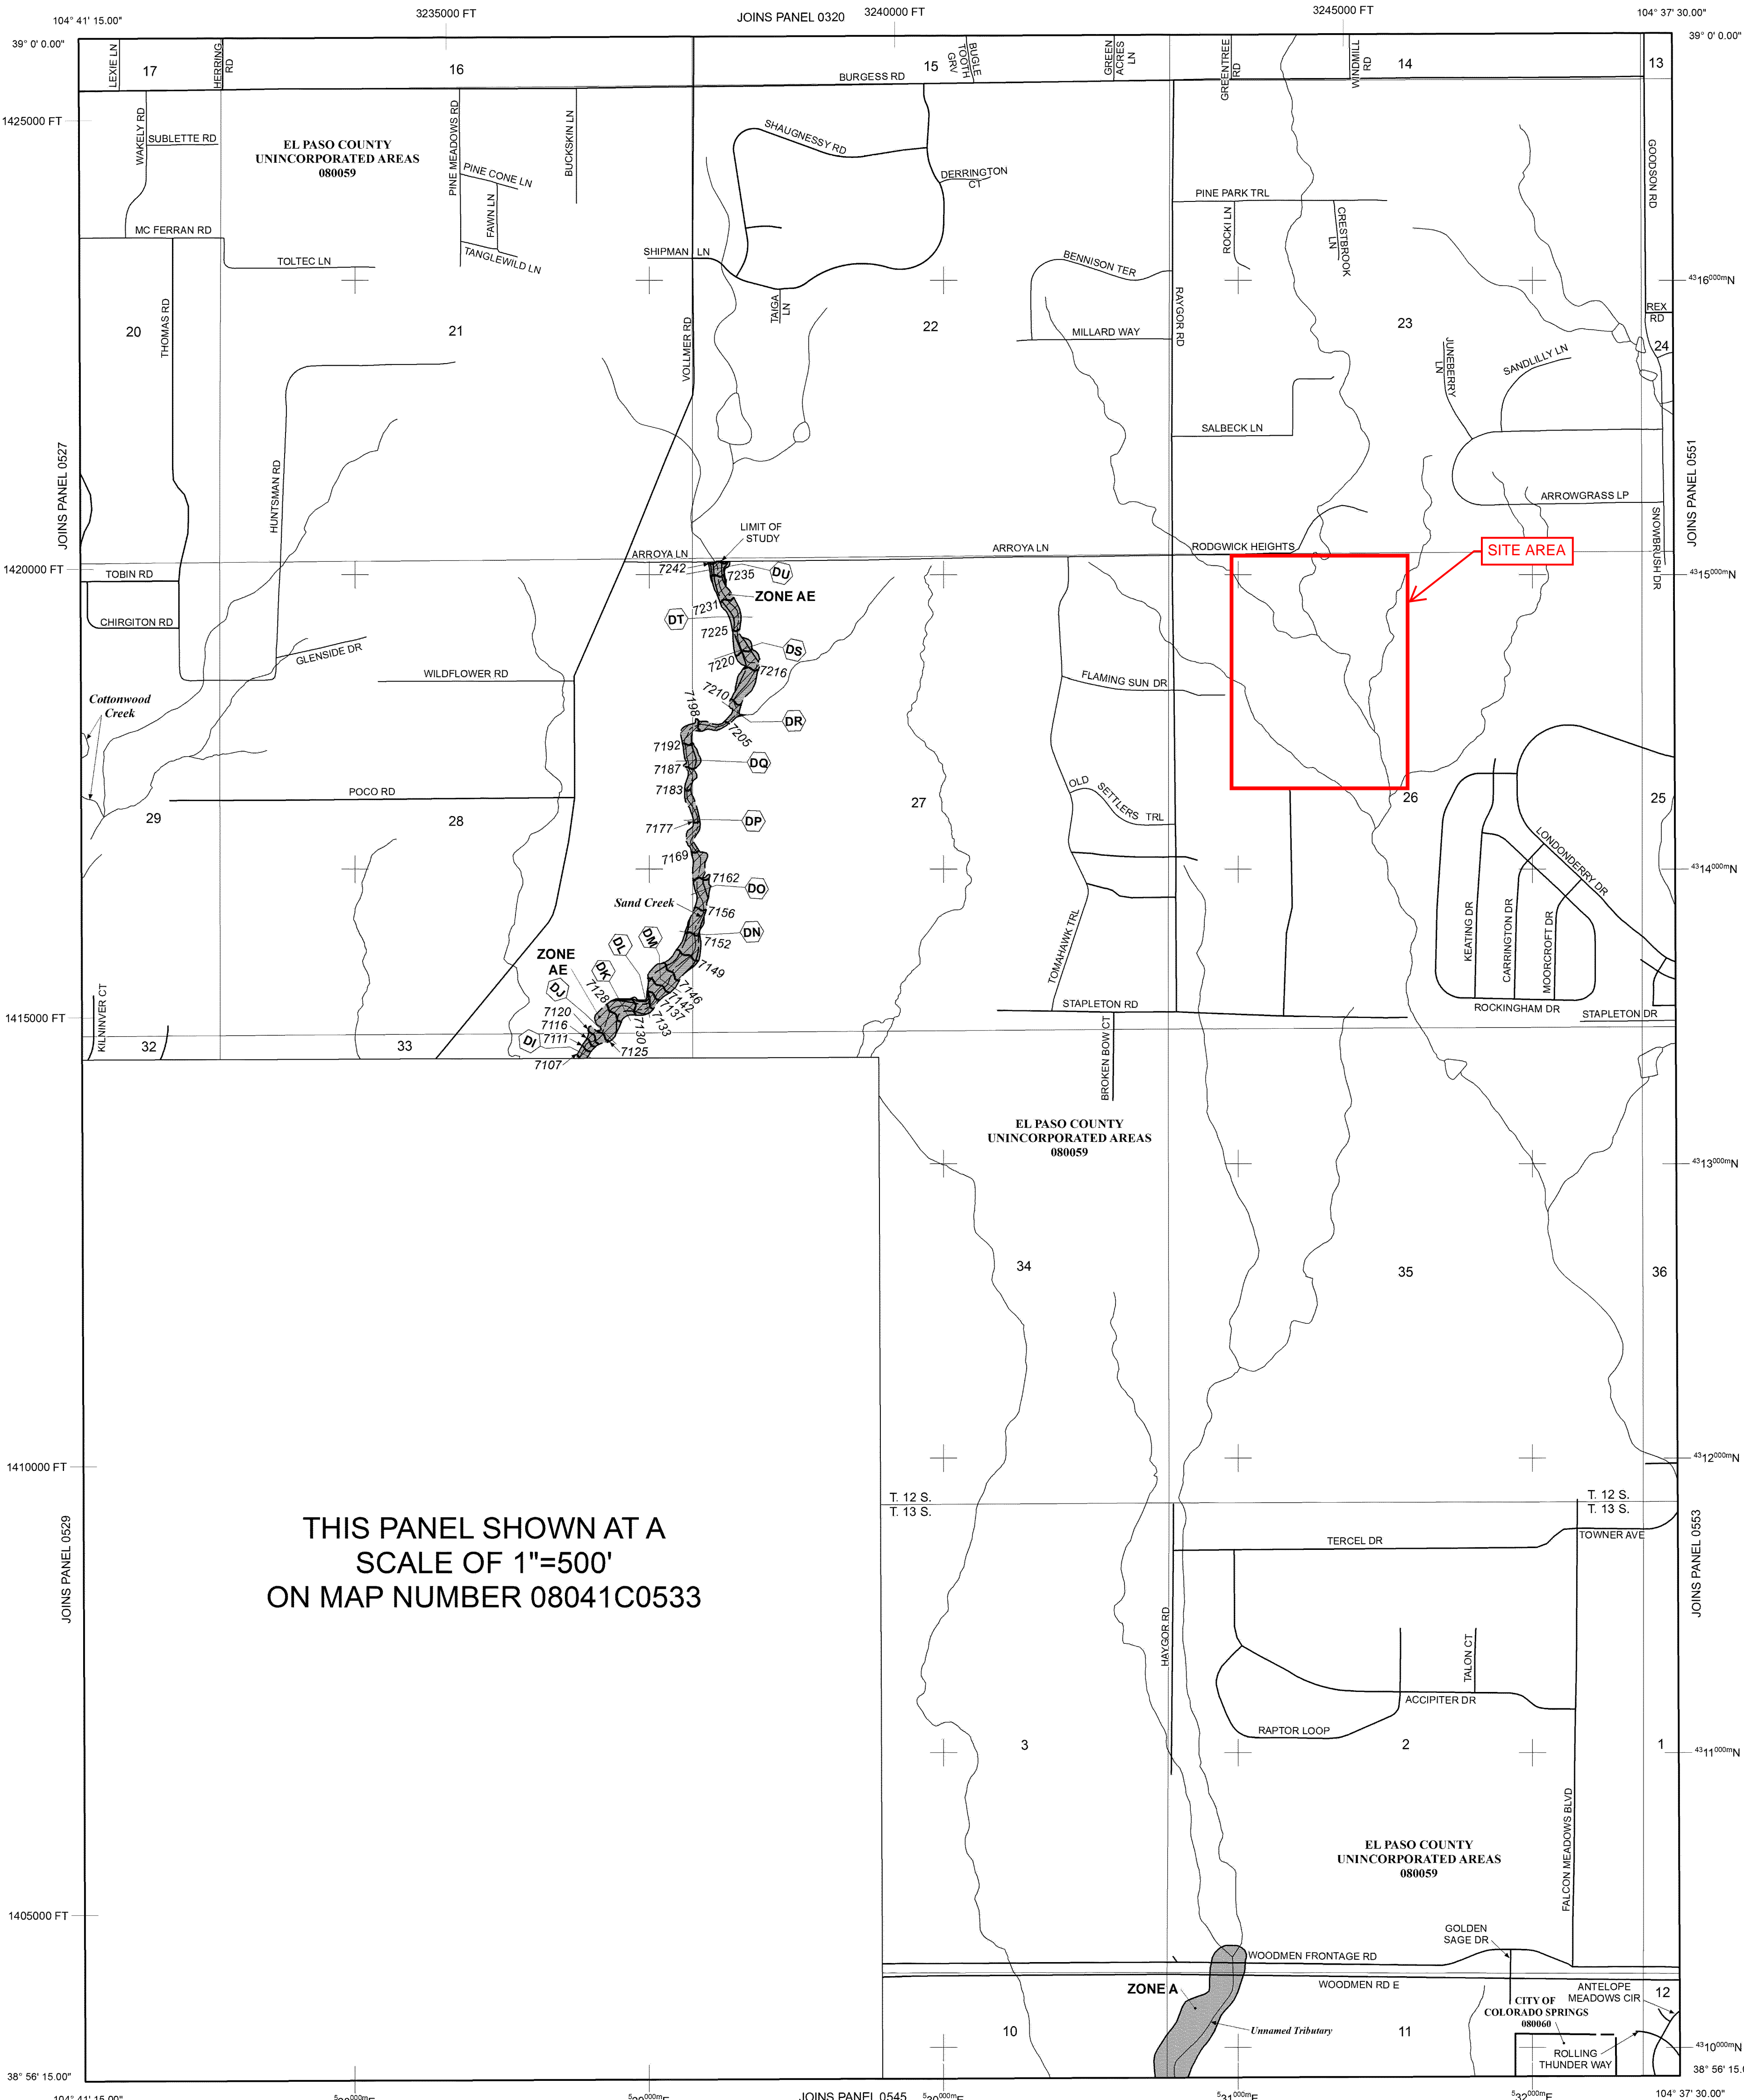 104° 41' 15.00"
3235000 FT
JOINS PANEL 0320
3240000 FT
3245000 FT
104° 37' 30.00"
39° 0' 0.00"
39° 0' 0.00"
LEXIE LN
17
HERRING
RD
16
BURGESS RD
15
BUGLE
TOOTH
GRV
GREEN
ACRES
LN
GREENTREE
RD
WINDMILL
RD
14
13
1425000 FT
WAKELY RD
SUBLETTE RD
EL PASO COUNTY
UNINCORPORATED AREAS
080059
PINE MEADOWS RD
PINE CONE LN
FAWN LN
TANGLEWILD LN
BUCKSKIN LN
SHAUGNESSY RD
DERRINGTON
CT
PINE PARK TRL
ROCKI LN
CRESTBROOK
LN
GOODSON RD
MC FERRAN RD
TOLTEC LN
SHIPMAN LN
TAIGA
LN
BENNISON TER
MILLARD WAY
RAYGOR RD
4316000mN
REX
RD
20
THOMAS RD
21
VOLLMER RD
22
23
24
JUNEBERRY
LN
SANDLILLY LN
SALBECK LN
JOINS PANEL 0527
HUNTSMAN RD
ARROWGRASS LP
JOINS PANEL 0551
SNOWBRUSH DR
LIMIT OF
STUDY
ARROYA LN
ARROYA LN
RODGWICK HEIGHTS
SITE AREA
1420000 FT
TOBIN RD
4315000mN
7242
7235
DU
ZONE AE
7231
DT
7225
CHIRGITON RD
GLENSIDE DR
DS
7220
7216
WILDFLOWER RD
FLAMING SUN DR
7210
7198
DR
7205
Cottonwood
Creek
7192
7187
DQ
7183
OLD SETTLERS TRL
POCO RD
29
28
27
26
25
7177
DP
7169
LONDONDERRY DR
4314000mN
7162
DO
Sand Creek
7156
DN
7152
KEATING DR
CARRINGTON DR
MOORCROFT DR
TOMAHAWK TRL
DM
DL
ZONE
AE
DK
7149
7146
7142
7137
7133
7130
7128
DJ
7120
7116
7111
DI
7125
7107
KILNINVER CT
32
33
STAPLETON RD
ROCKINGHAM DR
STAPLETON DR
1415000 FT
BROKEN BOW CT
EL PASO COUNTY
UNINCORPORATED AREAS
080059
4313000mN
34
35
36
1410000 FT
4312000mN
T. 12 S.
T. 13 S.
T. 12 S.
T. 13 S.
THIS PANEL SHOWN AT A
SCALE OF 1"=500'
ON MAP NUMBER 08041C0533
JOINS PANEL 0529
JOINS PANEL 0553
TERCEL DR
TOWNER AVE
HAYGOR RD
TALON CT
ACCIPITER DR
RAPTOR LOOP
3
2
1
4311000mN
FALCON MEADOWS BLVD
EL PASO COUNTY
UNINCORPORATED AREAS
080059
1405000 FT
GOLDEN
SAGE DR
WOODMEN FRONTAGE RD
WOODMEN RD E
ZONE A
ANTELOPE
MEADOWS CIR
12
CITY OF
COLORADO SPRINGS
080060
10
Unnamed Tributary
11
ROLLING
THUNDER WAY
4310000mN
38° 56' 15.00"
38° 56' 15.0
104° 41' 15.00"
JOINS PANEL 0545
530000mE
531000mE
532000mE
104° 37' 30.00"